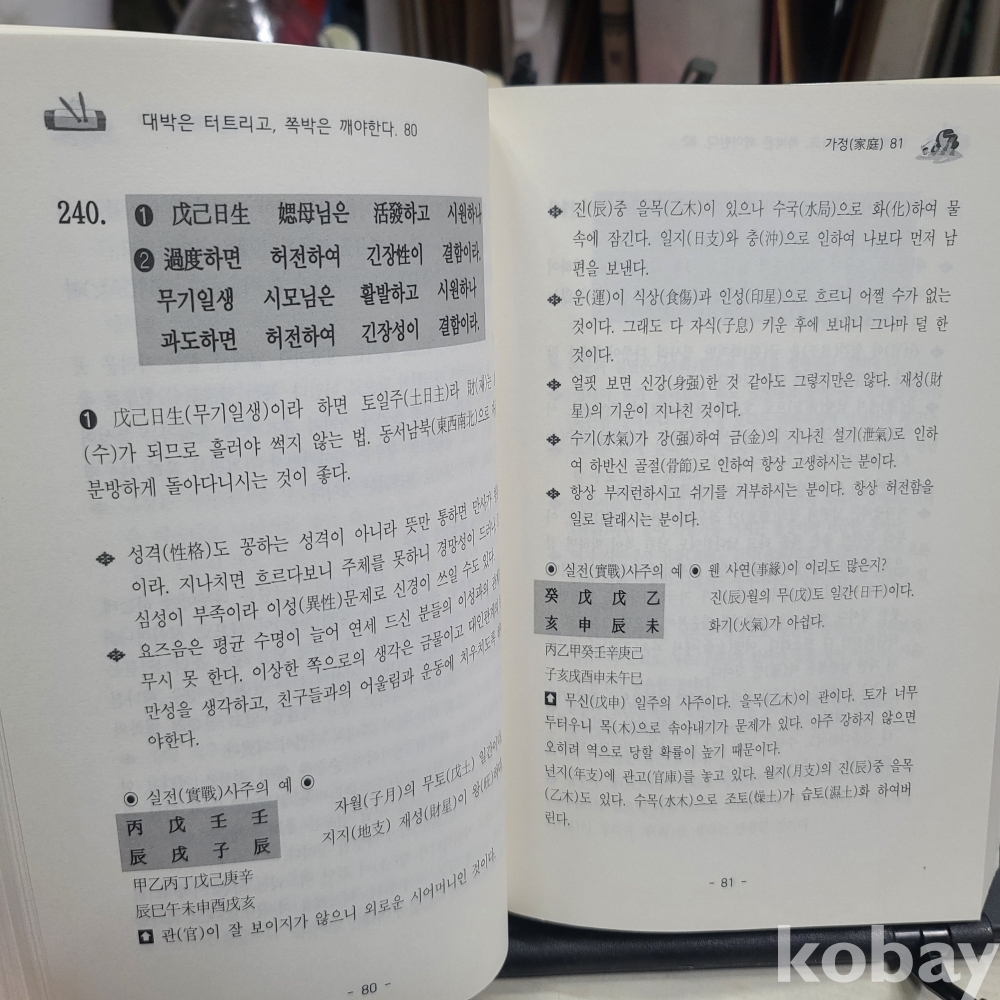 대박은 터트리고, 쪽박은 깨야한다. 80
240.
❶ 戊己日生 媤母님은 活發하고 시원하나
❷ 過度하면 허전하여 긴장性이 결함이라.
무기일생 시모님은 활발하고 시원하나
과도하면 허전하여 긴장성이 결함이라.
❶ 戊己日生(무기일생)이라 하면 토일주(土日主)라 財(재)는
(수)가 되므로 흘러야 썩지 않는 법. 동서남북(東西南北)으로
분방하게 돌아다니시는 것이 좋다.
성격(性格)도 꽁하는 성격이 아니라 뜻만 통하면 만사가
이라. 지나치면 흐르다보니 주체를 못하니 경망성이 드러나
심성이 부족이라 이성(異性)문제로 신경이 쓰일 수도 있다.
요즈음은 평균 수명이 늘어 연세 드신 분들의 이성과의
무시 못 한다. 이상한 쪽으로의 생각은 금물이고 대인관계의
만성을 생각하고, 친구들과의 어울림과 운동에 치우치도록
야한다.
◉ 실전(實戰)사주의 예 ◉
자월(子月)의 무토(戊土) 일간이
지지(地支) 재성(財星)이 왕(旺)
丙 戊 壬 壬
辰 戌 子 辰
甲乙丙丁戊己庚辛
辰巳午未申酉戌亥
관(官)이 잘 보이지가 않으니 외로운 시어머니인 것이다.
- 80 -
가정(家庭) 81
진(辰)중 을목(乙木)이 있으나 수국(水局)으로 화(化)하여 물
속에 잠긴다. 일지(日支)와 충(沖)으로 인하여 나보다 먼저 남
편을 보낸다.
운(運)이 식상(食傷)과 인성(印星)으로 흐르니 어쩔 수가 없는
것이다. 그래도 다 자식(子息) 키운 후에 보내니 그나마 덜 한
것이다.
얼핏 보면 신강(身强)한 것 같아도 그렇지만은 않다. 재성(財
星)의 기운이 지나친 것이다.
수기(水氣)가 강(强)하여 금(金)의 지나친 설기(泄氣)로 인하
여 하반신 골절(骨節)로 인하여 항상 고생하시는 분이다.
항상 부지런하시고 쉬기를 거부하시는 분이다. 항상 허전함을
일로 달래시는 분이다.
◉ 실전(實戰)사주의 예 ◉ 웬 사연(事緣)이 이리도 많은지?
癸 戊 戊 乙
亥 申 辰 未
진(辰)월의 무(戊)토 일간(日干)이다.
화기(火氣)가 아쉽다.
丙乙甲癸壬辛庚己
子亥戌酉申未午巳
무신(戊申) 일주의 사주이다. 을목(乙木)이 관이다. 토가 너무
두터우니 목(木)으로 솎아내기가 문제가 있다. 아주 강하지 않으면
오히려 역으로 당할 확률이 높기 때문이다.
년지(年支)에 관고(官庫)를 놓고 있다. 월지(月支)의 진(辰)중 을목
(乙木)도 있다. 수목(水木)으로 조토(燥土)가 습토(濕土)화 하여버
린다.
- 81 -
kobay